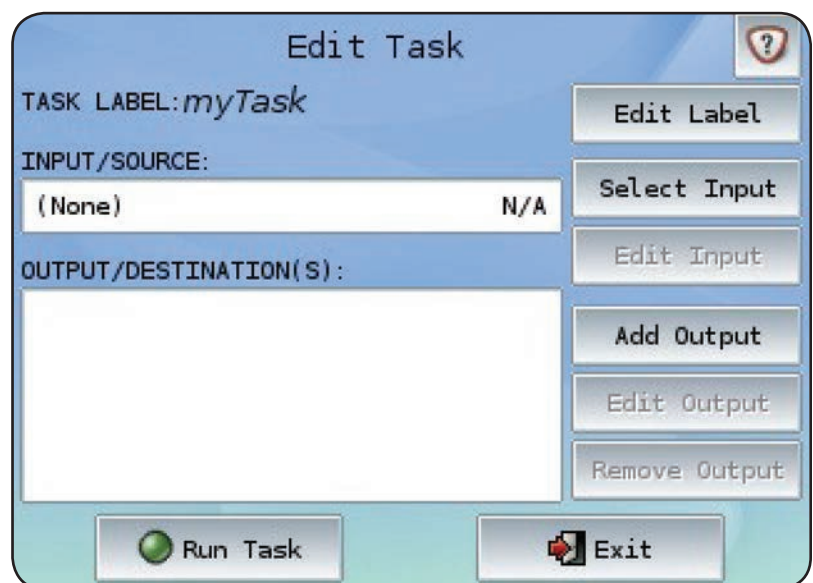 Edit Task
?
TASK LABEL: myTask
Edit Label
INPUT/SOURCE:
(None) N/A
Select Input
Edit Input
OUTPUT/DESTINATION(S):
Add Output
Edit Output
Remove Output
Run Task
Exit